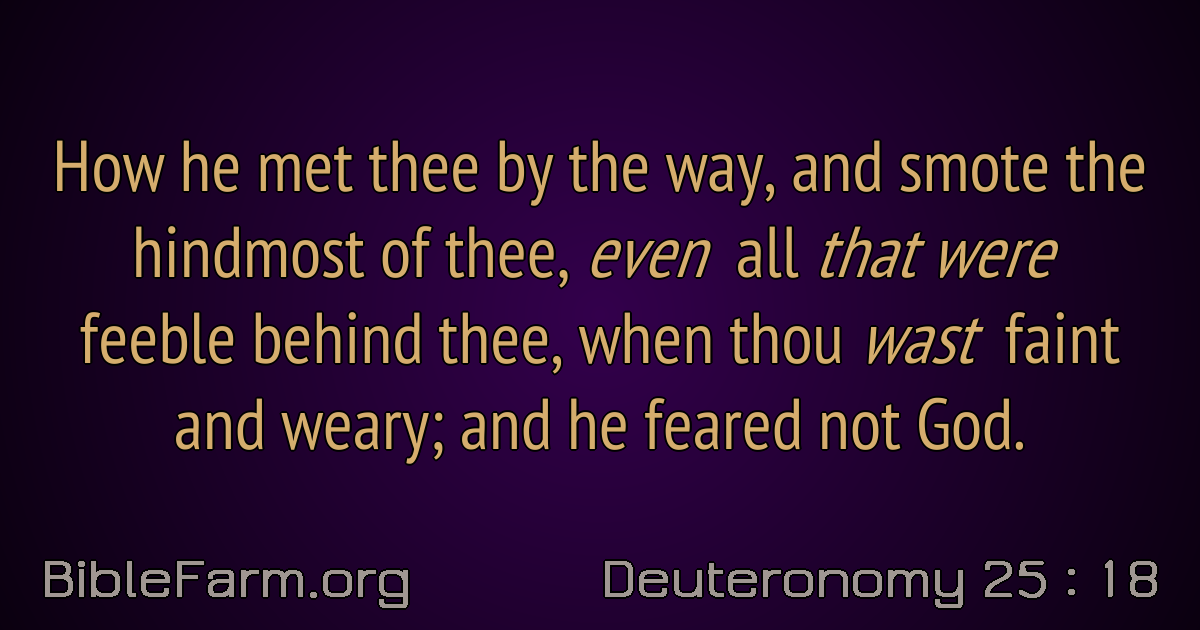 How he met thee by the way, and smote the
hindmost of thee, even all that were
feeble behind thee, when thou wast faint
and weary; and he feared not God.
BibleFarm.org
Deuteronomy 25 : 18